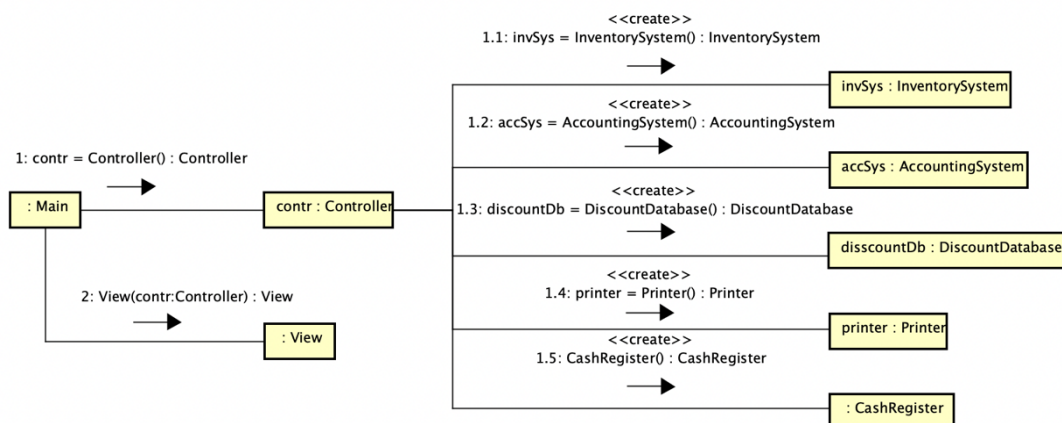 <<create>>
1.1: invSys = InventorySystem() : InventorySystem
invSys : InventorySystem
<<create>>
1.2: accSys = AccountingSystem() : AccountingSystem
1: contr = Controller() : Controller
accSys : AccountingSystem
<<create>>
: Main
contr : Controller
1.3: discountDb = DiscountDatabase() : DiscountDatabase
disscountDb : DiscountDatabase
<<create>>
2: View(contr:Controller) : View
1.4: printer = Printer() : Printer
printer : Printer
: View
<<create>>
1.5: CashRegister() : CashRegister
: CashRegister